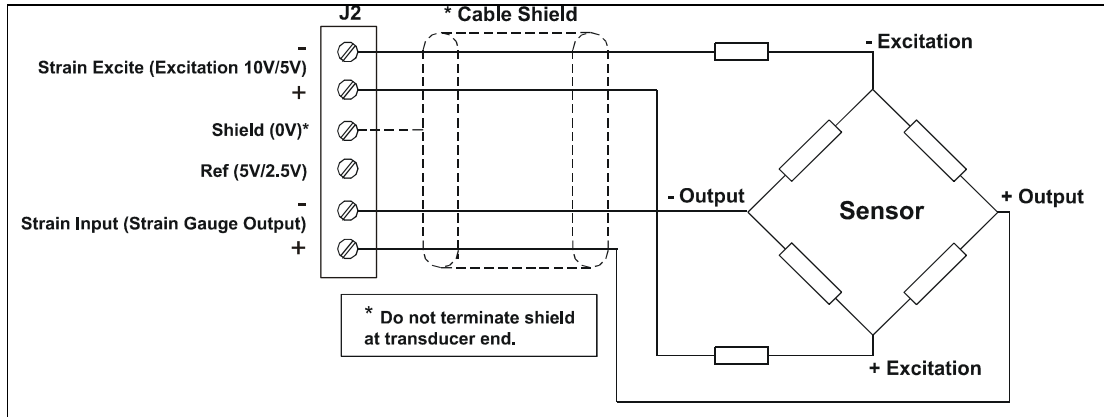 J2
* Cable Shield
-
Strain Excite (Excitation 10V/5V)
+
Shield (0V)*
Ref (5V/2.5V)
-
Strain Input (Strain Gauge Output)
+
- Excitation
- Output
Sensor
+ Output
+ Excitation
* Do not terminate shield
at transducer end.